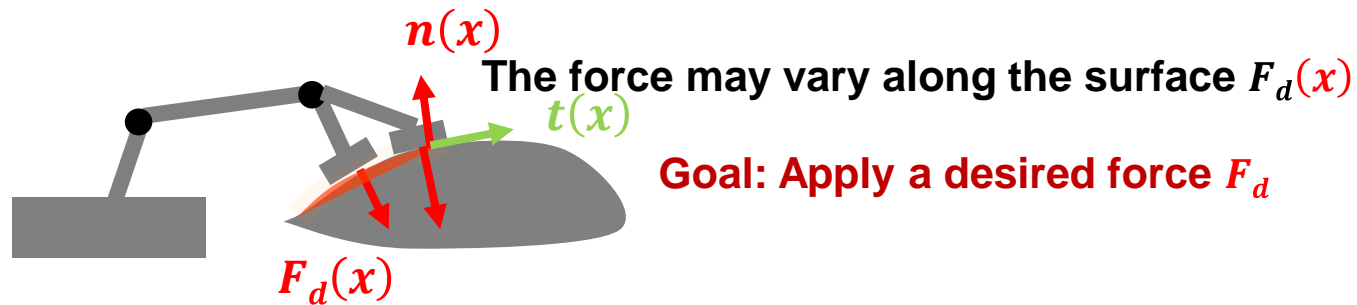 n(x)
The force may vary along the surface F_d(x)
t(x)
Goal: Apply a desired force F_d
F_d(x)